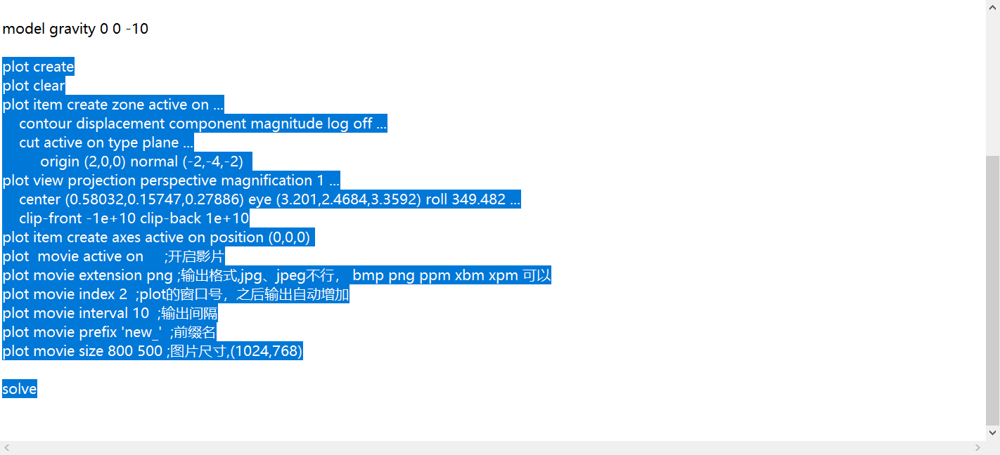 model gravity 0 0 -10
plot create
plot clear
plot item create zone active on ...
contour displacement component magnitude log off ...
cut active on type plane ...
origin (2,0,0) normal (-2,-4,-2)
plot view projection perspective magnification 1 ...
center (0.58032,0.15747,0.27886) eye (3.201,2.4684,3.3592) roll 349.482 ...
clip-front -1e+10 clip-back 1e+10
plot item create axes active on position (0,0,0)
plot  movie active on     ;开启影片
plot movie extension png ;输出格式,jpg、jpeg不行， bmp png ppm xbm xpm 可以
plot movie index 2  ;plot的窗口号，之后输出自动增加
plot movie interval 10  ;输出间隔
plot movie prefix 'new_'  ;前缀名
plot movie size 800 500 ;图片尺寸,(1024,768)
solve